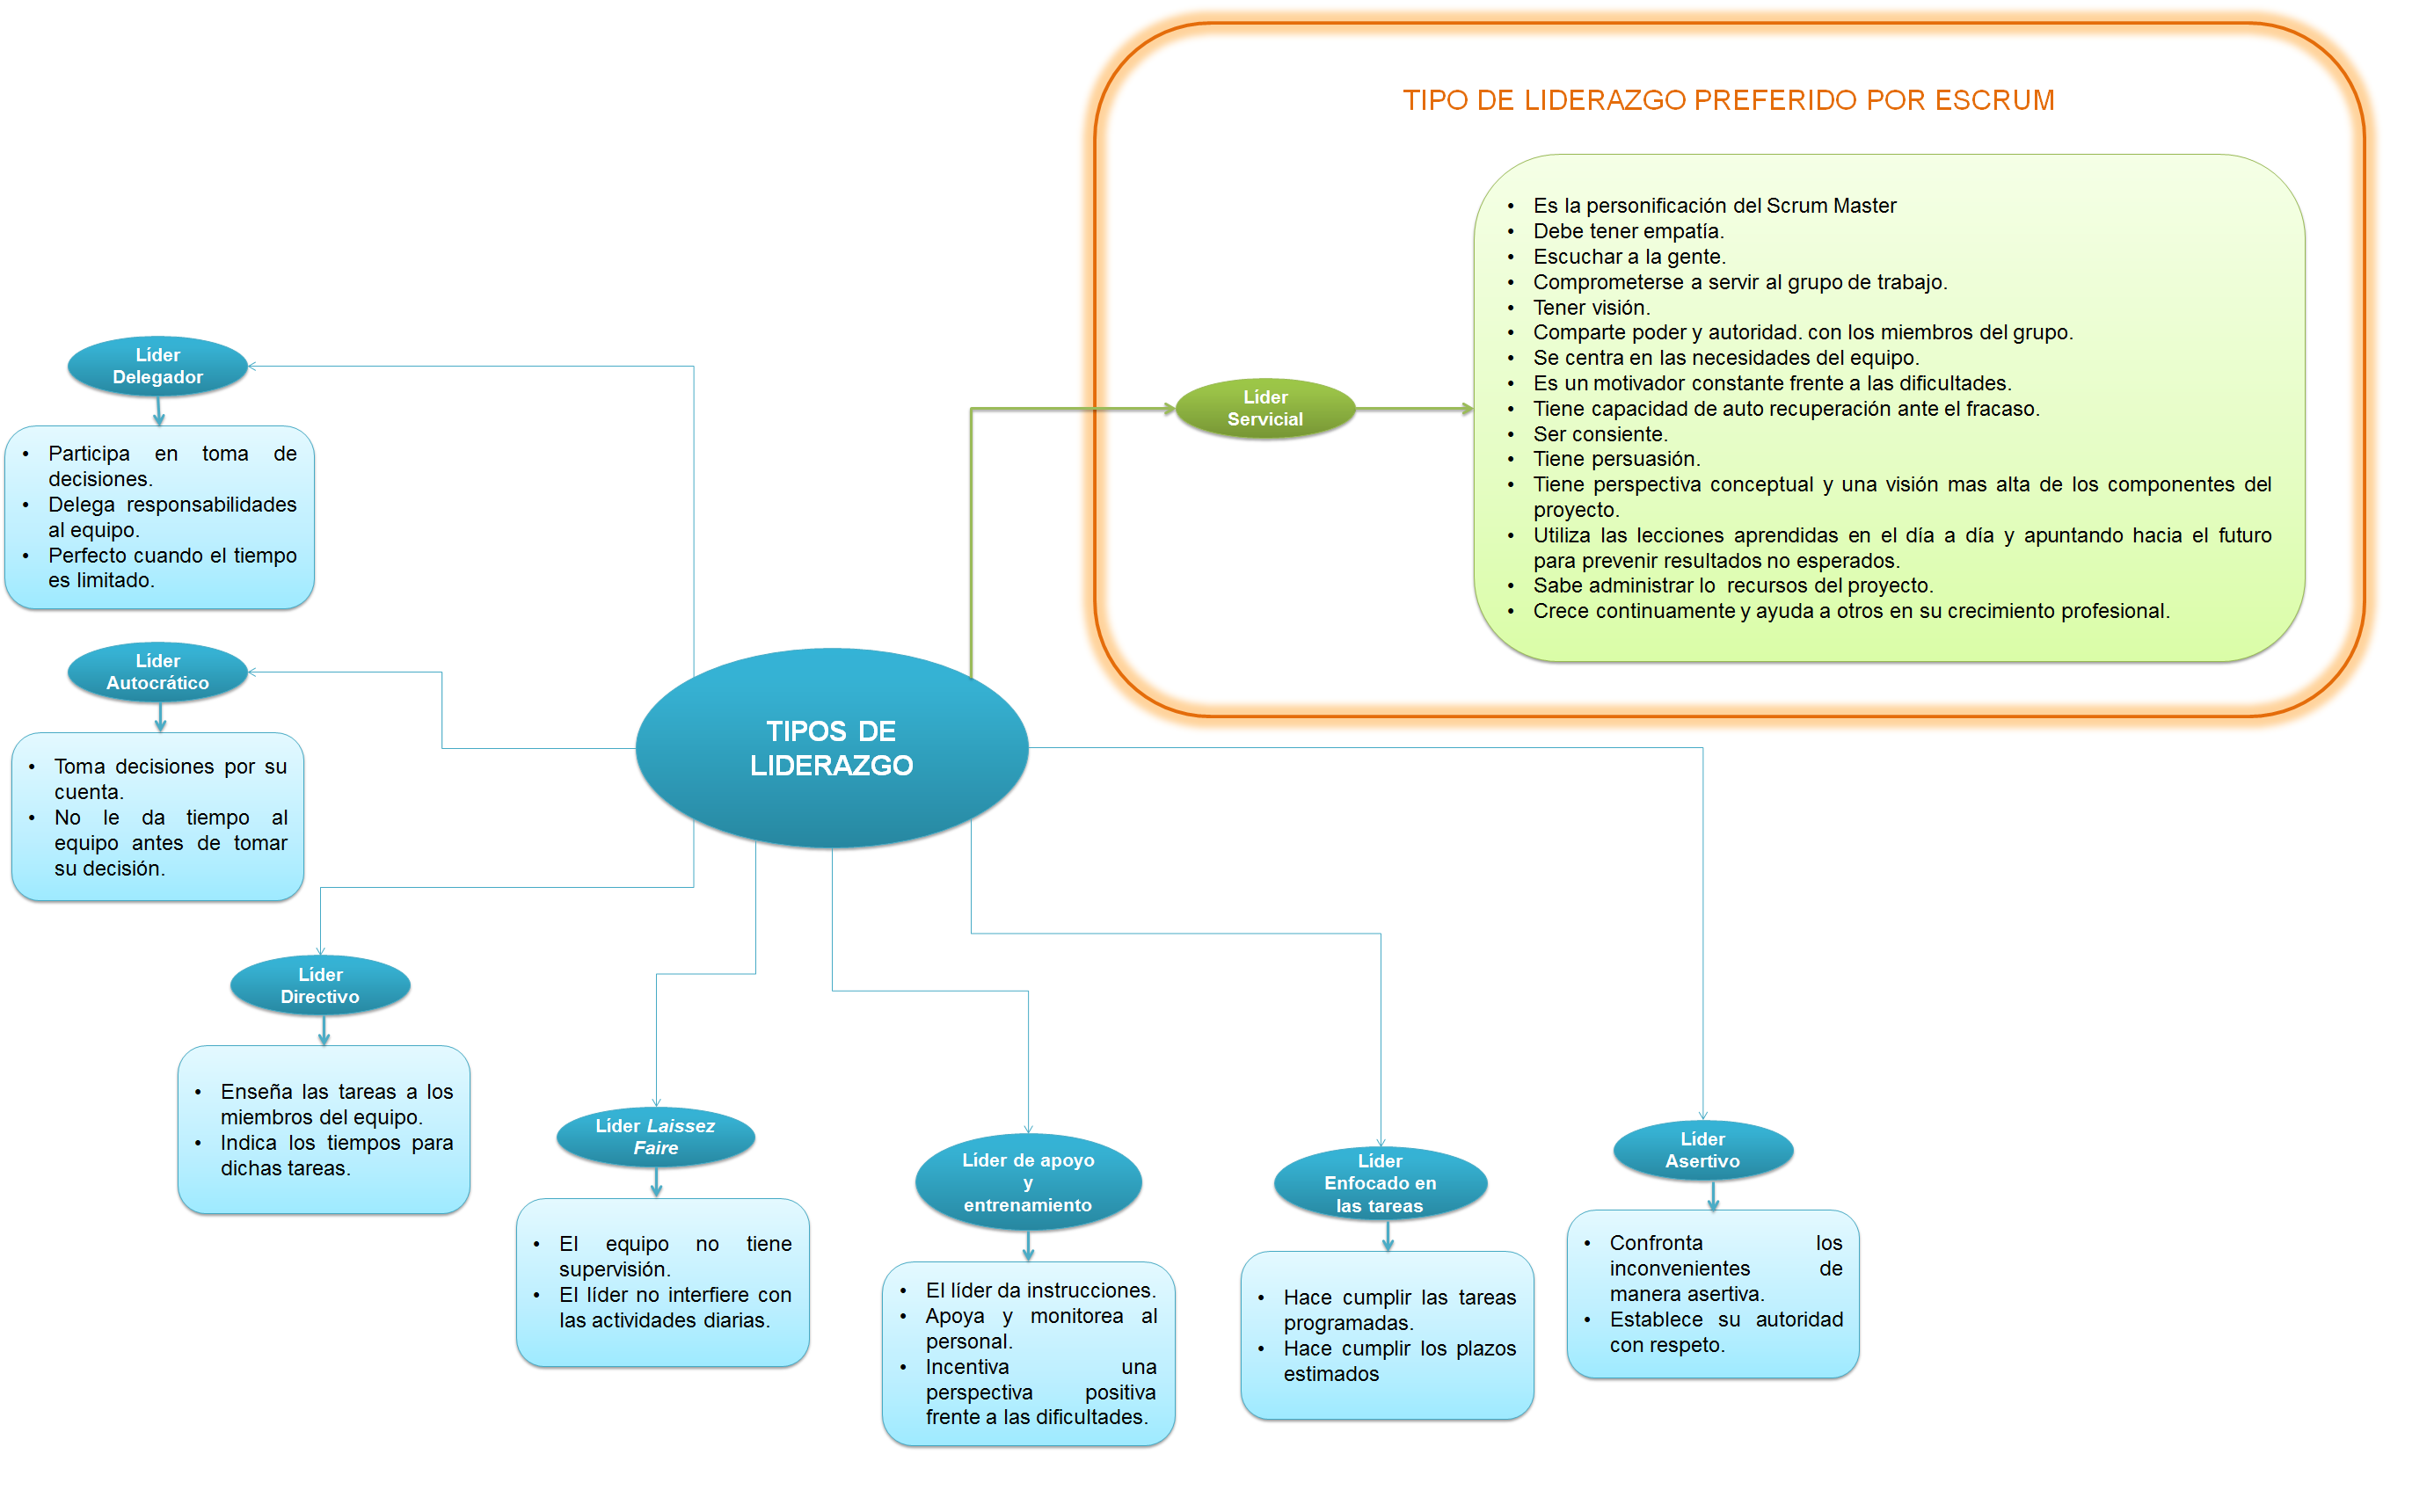 TIPO DE LIDERAZGO PREFERIDO POR ESCRUM
• Es la personificación del Scrum Master
• Debe tener empatía.
• Escuchar a la gente.
• Comprometerse a servir al grupo de trabajo.
• Tener visión.
• Comparte poder y autoridad. con los miembros del grupo.
• Se centra en las necesidades del equipo.
• Es un motivador constante frente a las dificultades.
• Tiene capacidad de auto recuperación ante el fracaso.
• Ser consiente.
• Tiene persuasión.
• Tiene perspectiva conceptual y una visión mas alta de los componentes del
proyecto.
• Utiliza las lecciones aprendidas en el día a día y apuntando hacia el futuro
para prevenir resultados no esperados.
• Sabe administrar lo recursos del proyecto.
• Crece continuamente y ayuda a otros en su crecimiento profesional.
Líder
Servicial
Líder
Delegador
• Participa en toma de
decisiones.
• Delega responsabilidades
al equipo.
• Perfecto cuando el tiempo
es limitado.
Líder
Autocrático
• Toma decisiones por su
cuenta.
• No le da tiempo al
equipo antes de tomar
su decisión.
TIPOS DE
LIDERAZGO
Líder
Directivo
• Enseña las tareas a los
miembros del equipo.
• Indica los tiempos para
dichas tareas.
Líder Laissez
Faire
• El equipo no tiene
supervisión.
• El líder no interfiere con
las actividades diarias.
Líder de apoyo
y
entrenamiento
• El líder da instrucciones.
• Apoya y monitorea al
personal.
• Incentiva una
perspectiva positiva
frente a las dificultades.
Líder
Enfocado en
las tareas
• Hace cumplir las tareas
programadas.
• Hace cumplir los plazos
estimados
Líder
Asertivo
• Confronta los
inconvenientes de
manera asertiva.
• Establece su autoridad
con respeto.